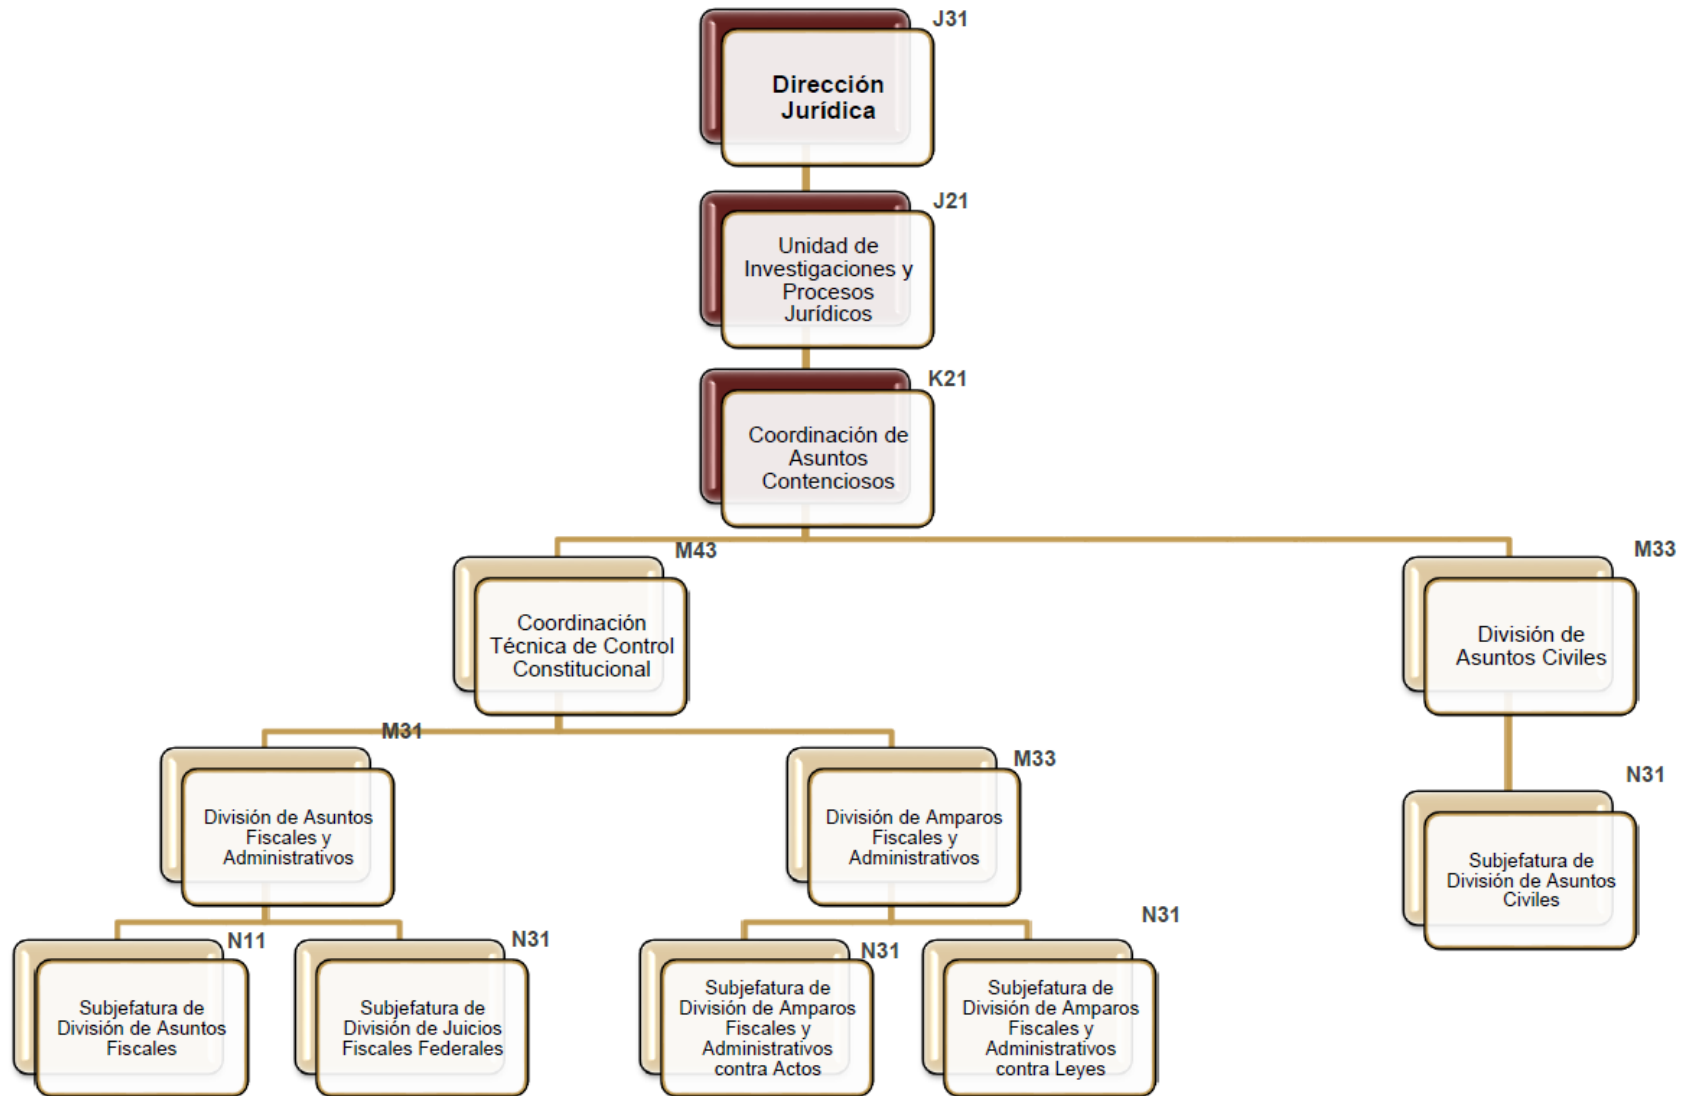 J31
Dirección
Jurídica
J21
Unidad de
Investigaciones y
Procesos
Jurídicos
K21
Coordinación de
Asuntos
Contenciosos
M43
Coordinación
Técnica de Control
Constitucional
M33
División de
Asuntos Civiles
M31
División de Asuntos
Fiscales y
Administrativos
M33
División de Amparos
Fiscales y
Administrativos
N31
Subjefatura de
División de Asuntos
Civiles
N11
Subjefatura de
División de Asuntos
Fiscales
N31
Subjefatura de
División de Juicios
Fiscales Federales
N31
Subjefatura de
División de Amparos
Fiscales y
Administrativos
contra Actos
N31
Subjefatura de
División de Amparos
Fiscales y
Administrativos
contra Leyes